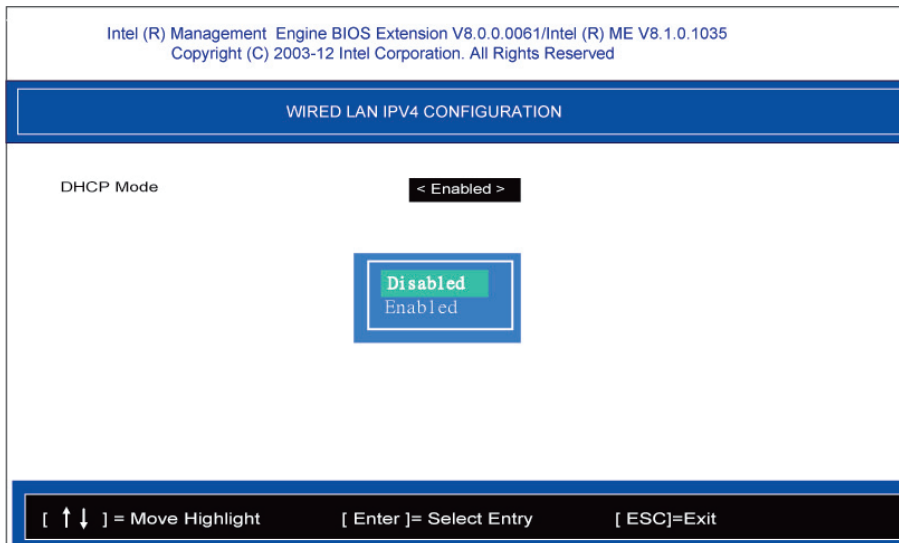 Intel (R) Management Engine BIOS Extension V8.0.0.0061/Intel (R) ME V8.1.0.1035
Copyright (C) 2003-12 Intel Corporation. All Rights Reserved
WIRED LAN IPV4 CONFIGURATION
DHCP Mode < Enabled >
Disabled
Enabled
[ ↑↓ ] = Move Highlight [ Enter ]= Select Entry [ ESC]=Exit